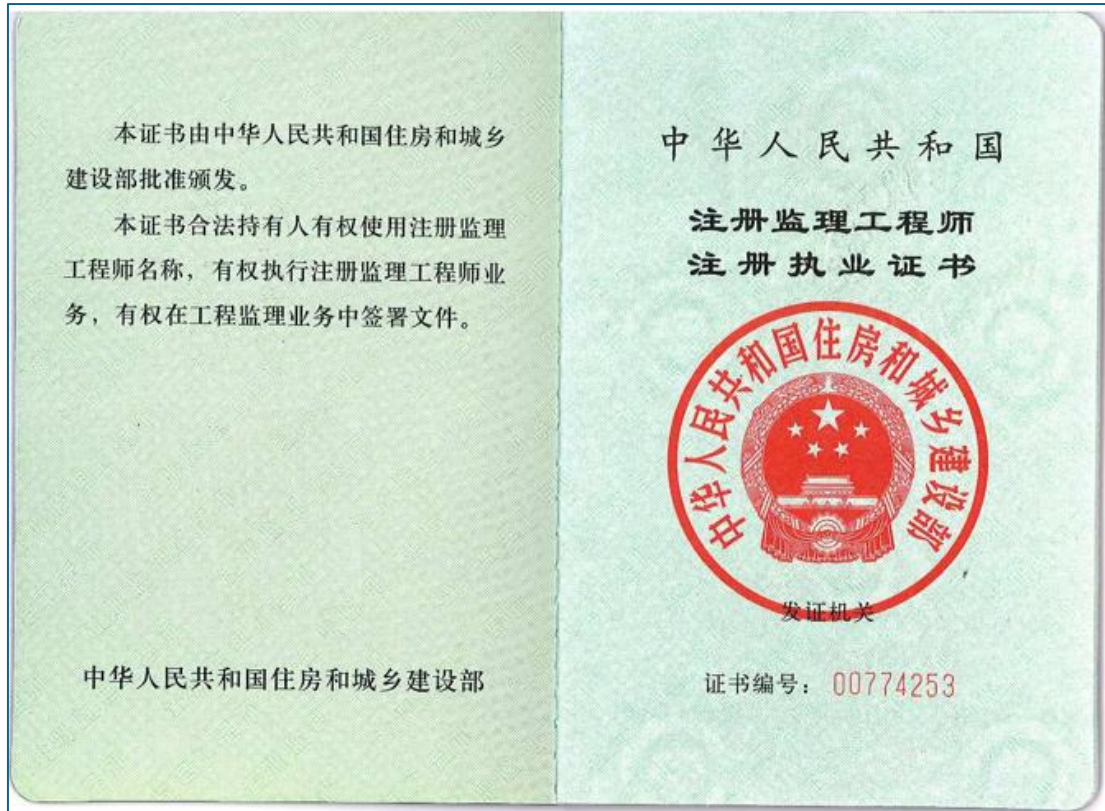 本证书由中华人民共和国住房和城乡
建设部批准颁发。
本证书合法持有人有权使用注册监理
工程师名称，有权执行注册监理工程师业
务，有权在工程监理业务中签署文件。
中华人民共和国住房和城乡建设部
中华人民共和国
注册监理工程师
注册执业证书
中华人民共和国住房和城乡建设部
发证机关
证书编号：00774253